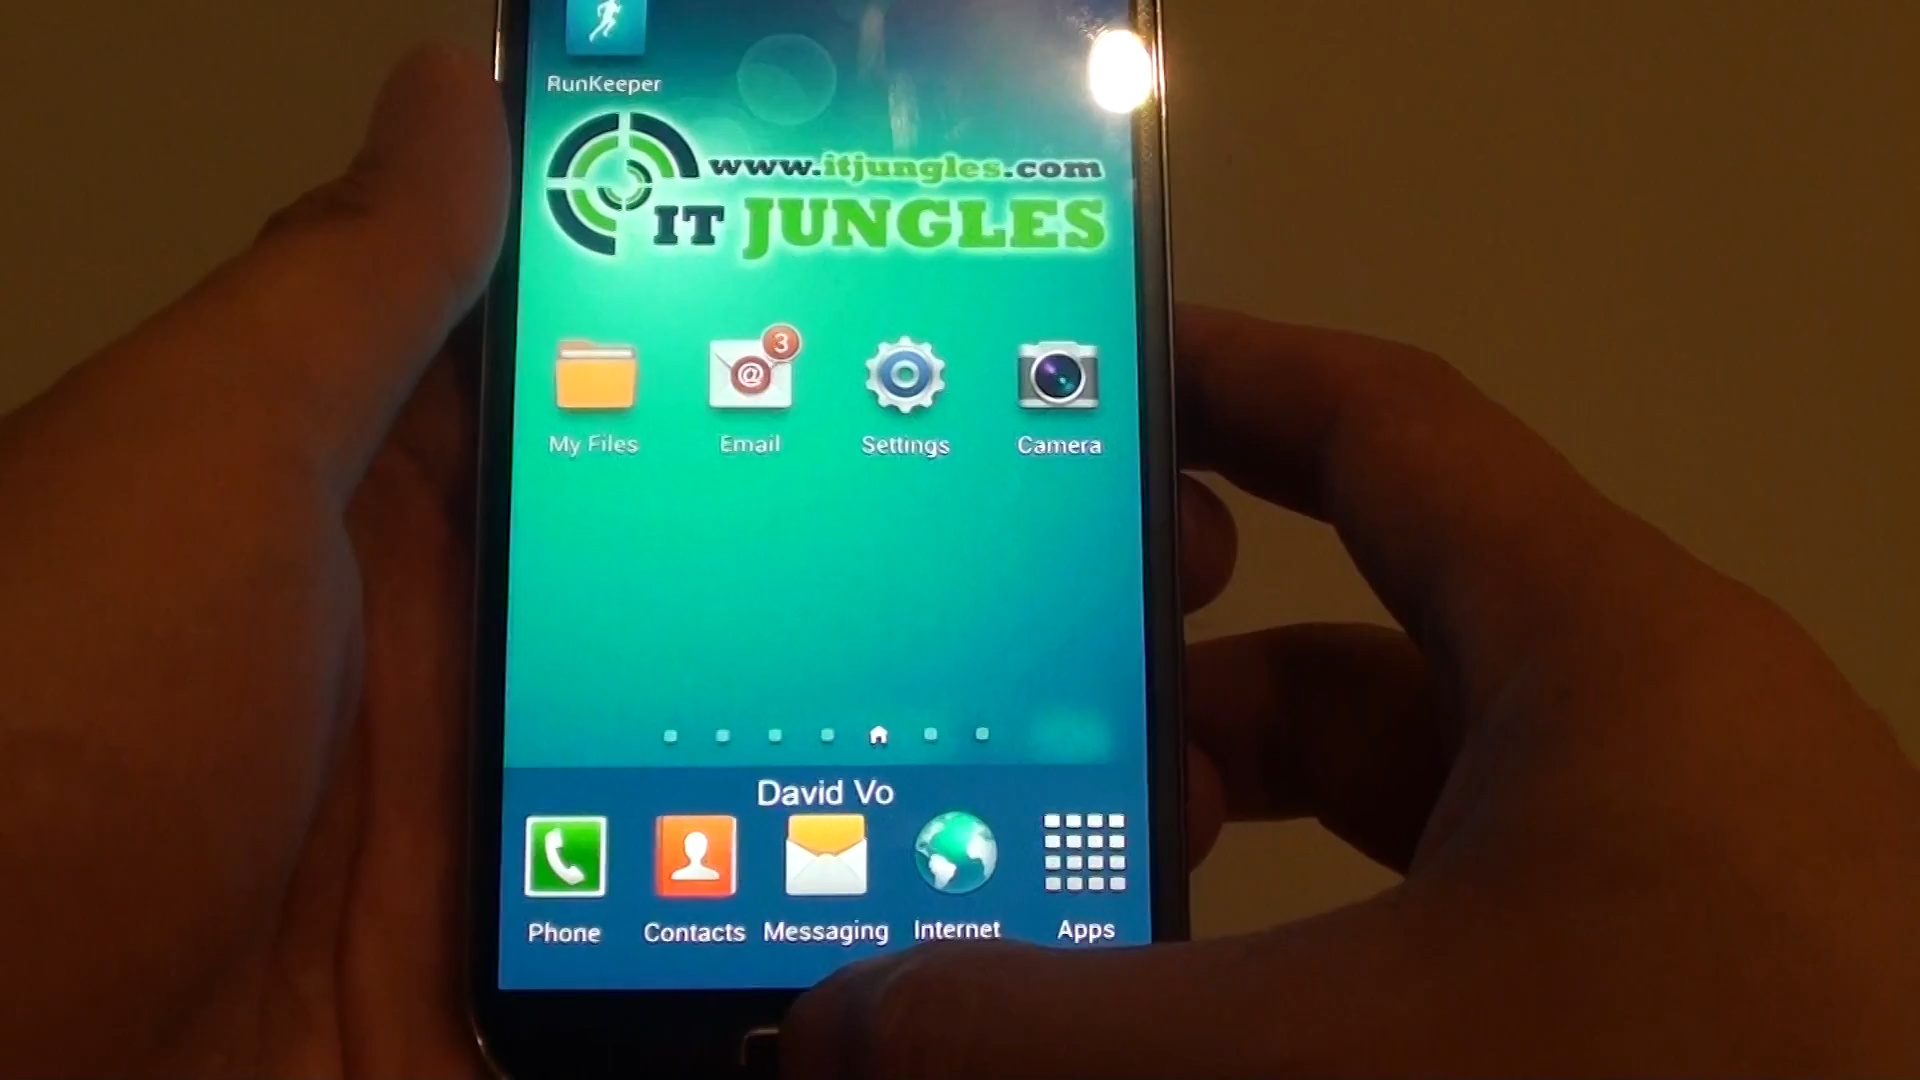 RunKeeper
www.itjungles.com
IT JUNGLES
3
@
My Files Email Settings Camera
David Vo
Phone Contacts Messaging Internet Apps